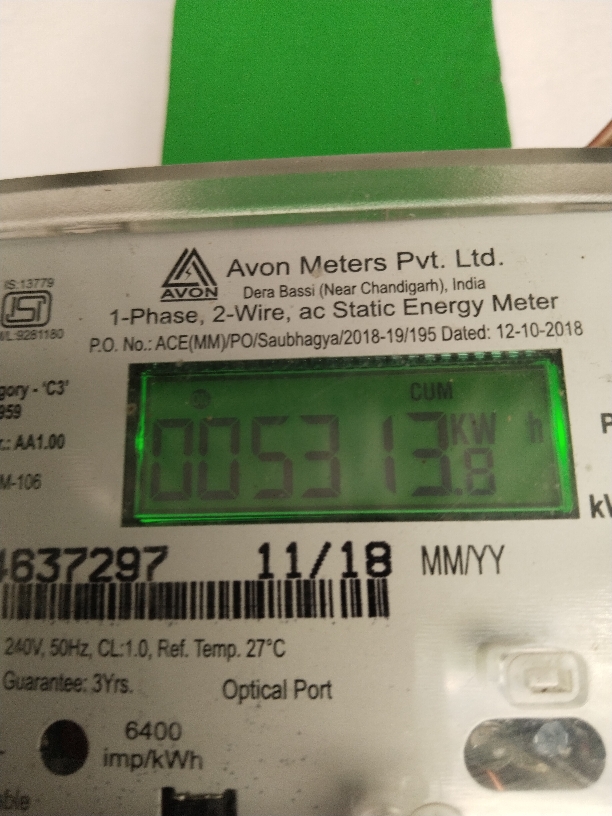 Avon Meters Pvt. Ltd.
AVON
Dera Bassi (Near Chandigarh), India
1-Phase, 2-Wire, ac Static Energy Meter
P.O. No.: ACE(MM)/PO/Saubhagya/2018-19/195 Dated: 12-10-2018
IS:13779
ISI
9281180
gory - 'C3'
959
.: AA1.00
M-106
CUM
005313.8
KW h
P
kV
4637297 11/18 MM/YY
240V, 50Hz, CL:1.0, Ref. Temp. 27°C
Guarantee: 3Yrs.
Optical Port
6400
imp/kWh